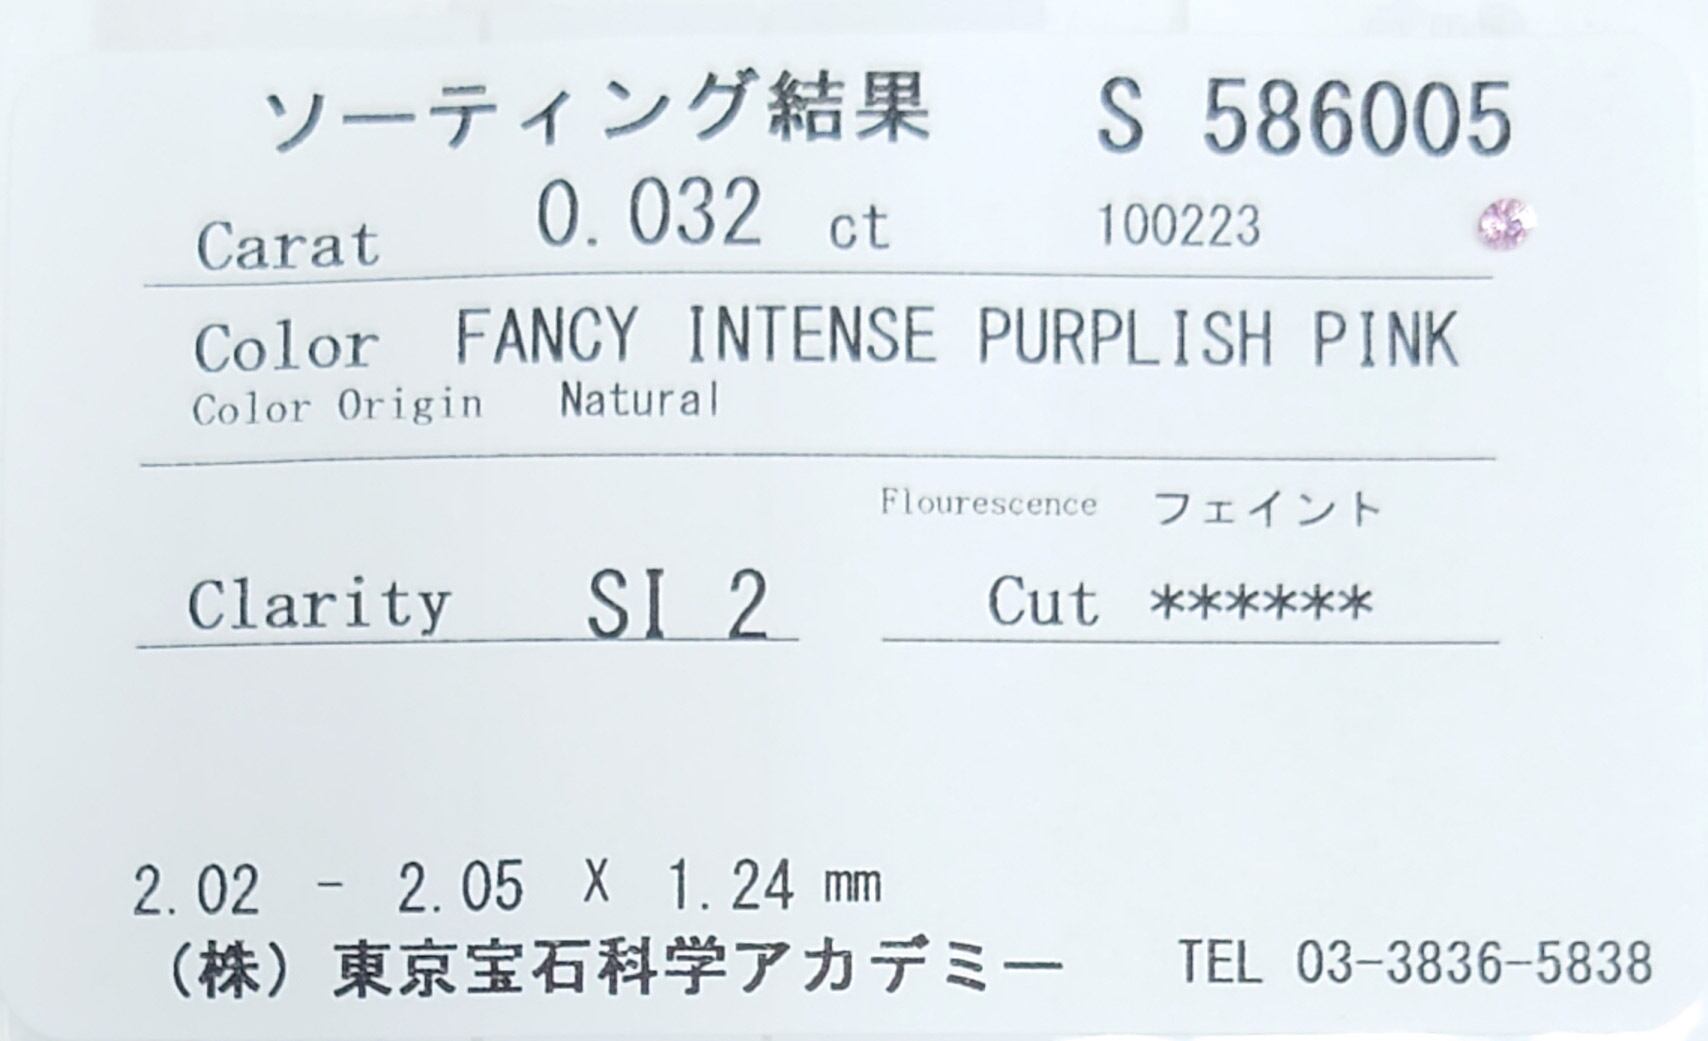 ソーティング結果 S 586005
Carat 0.032 ct 100223
Color FANCY INTENSE PURPLISH PINK
Color Origin Natural
Flourescence フェイント
Clarity SI 2 Cut ******
2.02 - 2.05 X 1.24 mm
（株）東京宝石科学アカデミー TEL 03-3836-5838